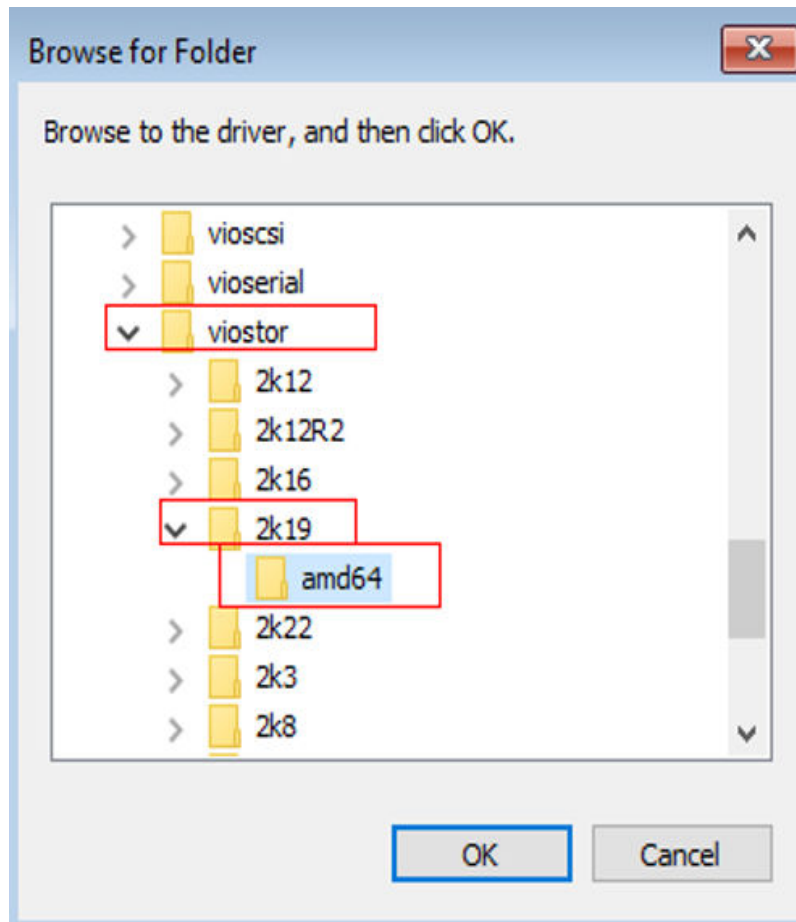 Browse for Folder
Browse to the driver, and then click OK.
vioscsi
vioserial
viostor
2k12
2k12R2
2k16
2k19
amd64
2k22
2k3
2k8
OK Cancel